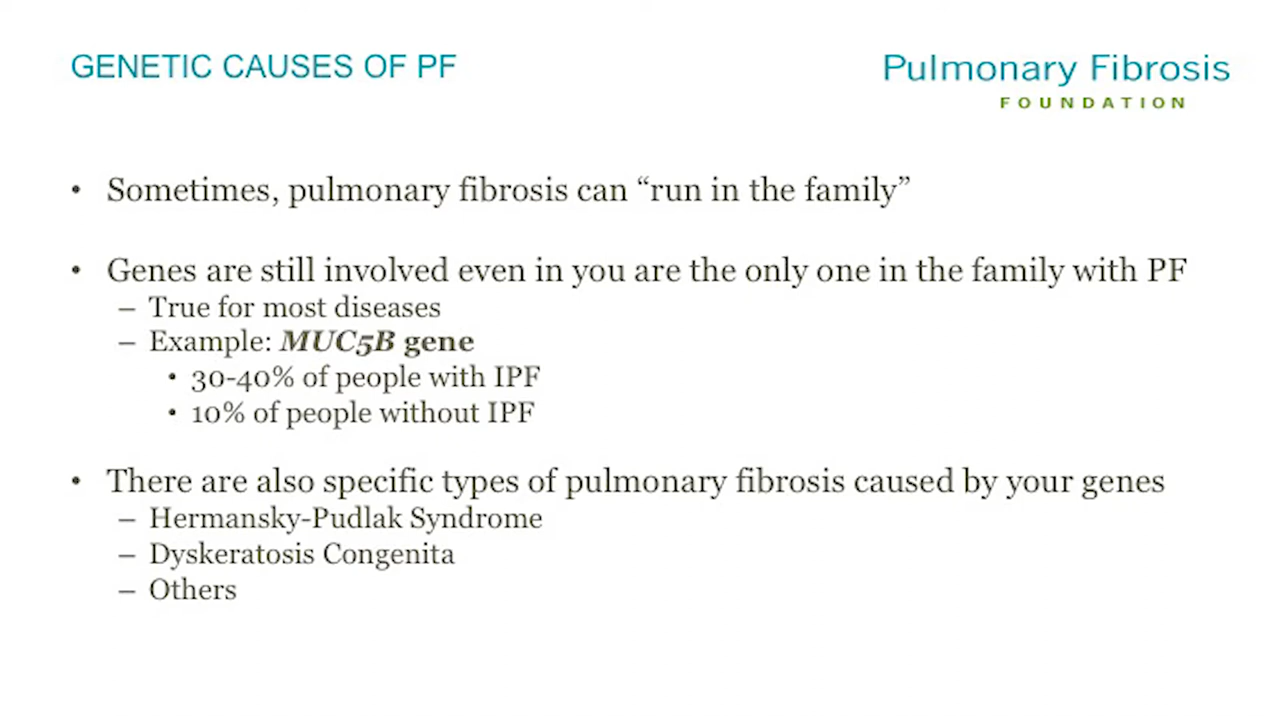 GENETIC CAUSES OF PF
Pulmonary Fibrosis
FOUNDATION
• Sometimes, pulmonary fibrosis can “run in the family”
• Genes are still involved even in you are the only one in the family with PF
– True for most diseases
– Example: MUC5B gene
• 30-40% of people with IPF
• 10% of people without IPF
• There are also specific types of pulmonary fibrosis caused by your genes
– Hermansky-Pudlak Syndrome
– Dyskeratosis Congenita
– Others